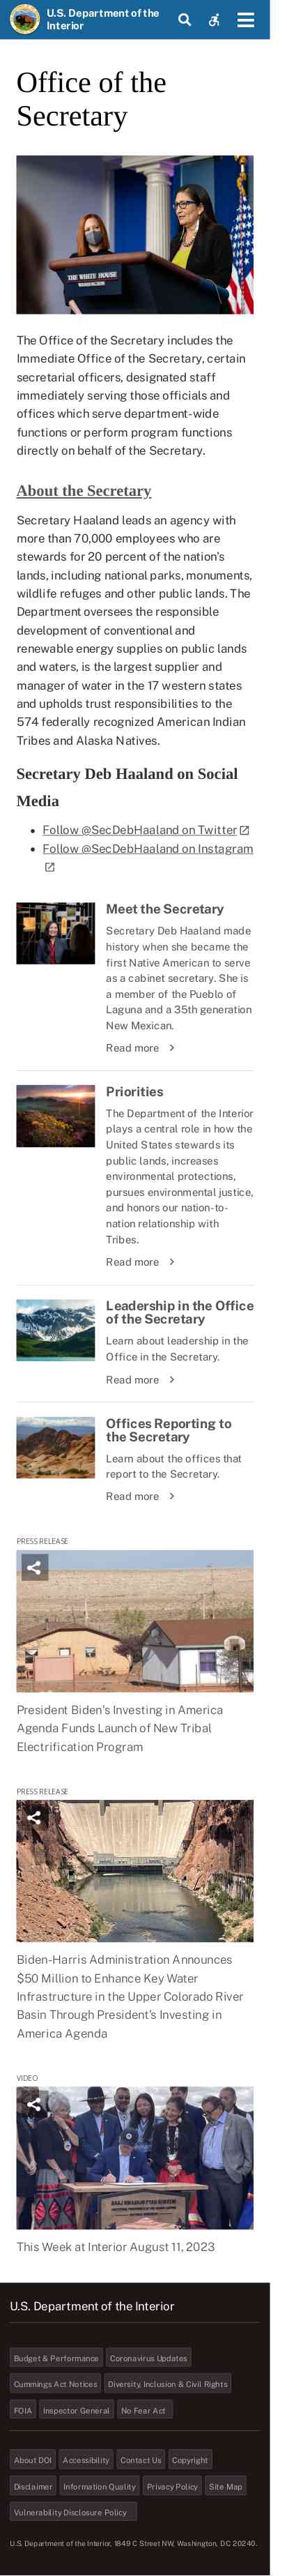 U.S. Department of the
Interior
Office of the
Secretary
THE WHITE HOUSE
The Office of the Secretary includes the
Immediate Office of the Secretary, certain
secretarial officers, designated staff
immediately serving those officials and
offices which serve department-wide
functions or perform program functions
directly on behalf of the Secretary.
About the Secretary
Secretary Haaland leads an agency with
more than 70,000 employees who are
stewards for 20 percent of the nation's
lands, including national parks, monuments,
wildlife refuges and other public lands. The
Department oversees the responsible
development of conventional and
renewable energy supplies on public lands
and waters, is the largest supplier and
manager of water in the 17 western states
and upholds trust responsibilities to the
574 federally recognized American Indian
Tribes and Alaska Natives.
Secretary Deb Haaland on Social
Media
Follow @SecDebHaaland on Twitter
Follow @SecDebHaaland on Instagram
Meet the Secretary
Secretary Deb Haaland made
history when she became the
first Native American to serve
as a cabinet secretary. She is
a member of the Pueblo of
Laguna and a 35th generation
New Mexican.
Read more
Priorities
The Department of the Interior
plays a central role in how the
United States stewards its
public lands, increases
environmental protections,
pursues environmental justice,
and honors our nation-to-
nation relationship with
Tribes.
Read more
Leadership in the Office
of the Secretary
Learn about leadership in the
Office in the Secretary.
Read more
Offices Reporting to
the Secretary
Learn about the offices that
report to the Secretary.
Read more
PRESS RELEASE
President Biden's Investing in America
Agenda Funds Launch of New Tribal
Electrification Program
PRESS RELEASE
Biden-Harris Administration Announces
$50 Million to Enhance Key Water
Infrastructure in the Upper Colorado River
Basin Through President's Investing in
America Agenda
VIDEO
This Week at Interior August 11, 2023
U.S. Department of the Interior
Budget & Performance Coronavirus Updates
Cummings Act Notices Diversity, Inclusion & Civil Rights
FOIA Inspector General No Fear Act
About DOI Accessibility Contact Us Copyright
Disclaimer Information Quality Privacy Policy Site Map
Vulnerability Disclosure Policy
U.S. Department of the Interior, 1849 C Street NW, Washington, DC 20240.